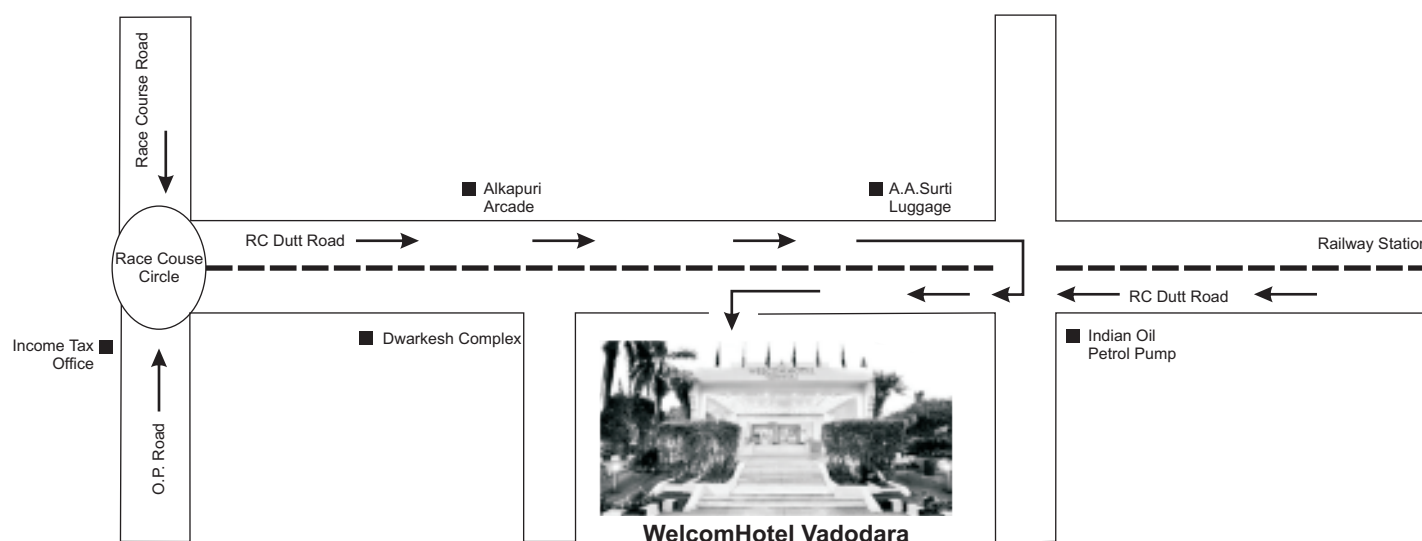 Race Course Road
Alkapuri
Arcade
A.A.Surti
Luggage
RC Dutt Road
Railway Station
Race Couse
Circle
RC Dutt Road
Income Tax
Office
Dwarkesh Complex
Indian Oil
Petrol Pump
O.P. Road
WelcomHotel Vadodara